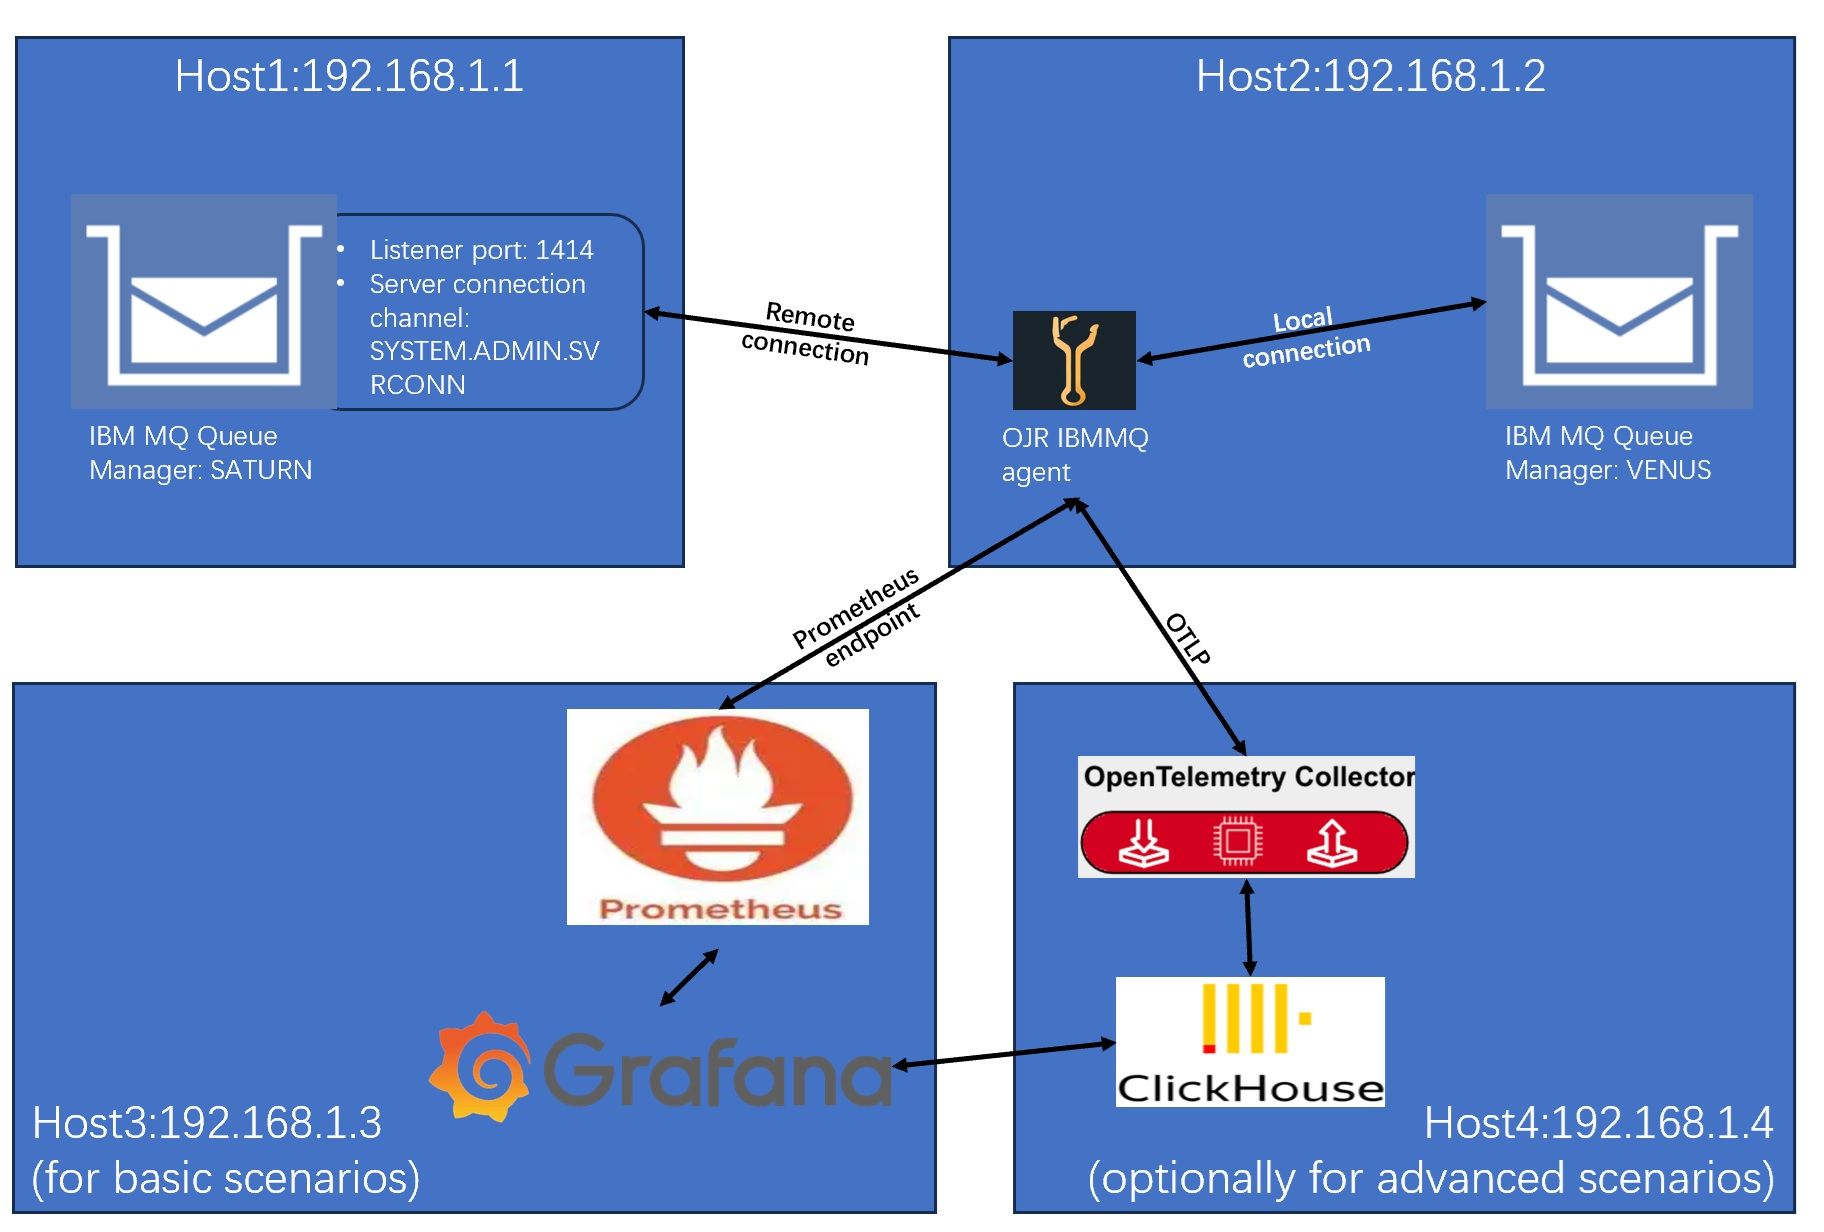 Host1:192.168.1.1
• Listener port: 1414
• Server connection
channel:
SYSTEM.ADMIN.SV
RCONN
IBM MQ Queue
Manager: SATURN
Remote
connection
Host2:192.168.1.2
OJR IBMMQ
agent
Local
connection
IBM MQ Queue
Manager: VENUS
Prometheus
endpoint
OTLP
Prometheus
Grafana
Host3:192.168.1.3
(for basic scenarios)
OpenTelemetry Collector
ClickHouse
Host4:192.168.1.4
(optionally for advanced scenarios)